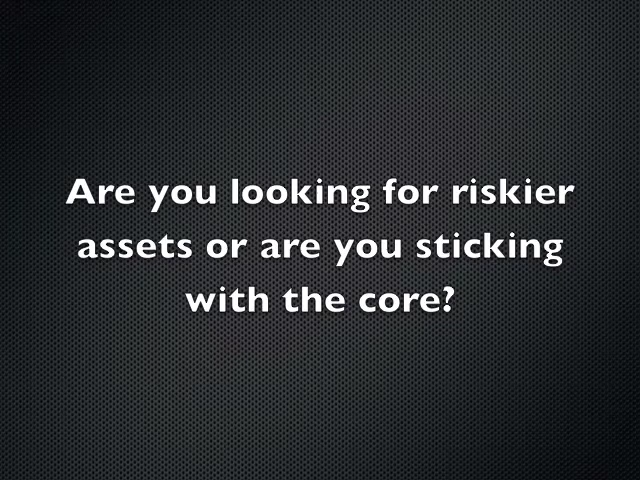 Are you looking for riskier
assets or are you sticking
with the core?